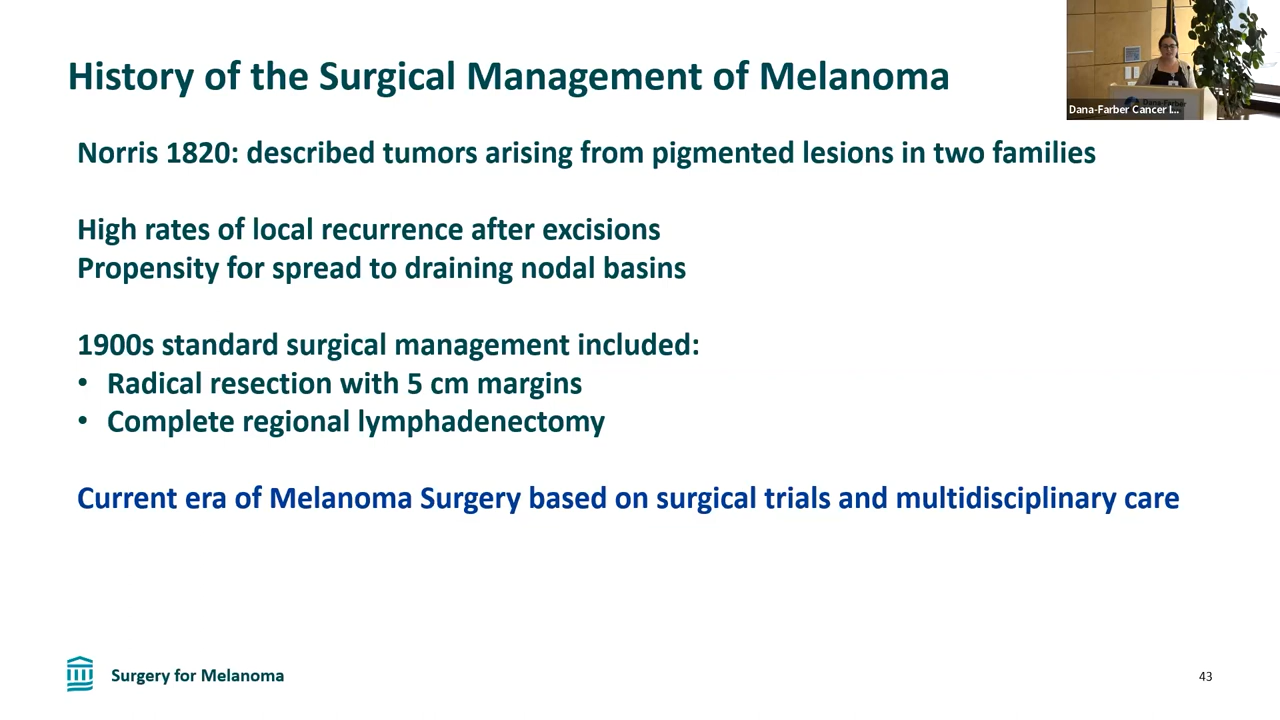 History of the Surgical Management of Melanoma
Dana-Farber Cancer I...
Norris 1820: described tumors arising from pigmented lesions in two families
High rates of local recurrence after excisions
Propensity for spread to draining nodal basins
1900s standard surgical management included:
• Radical resection with 5 cm margins
• Complete regional lymphadenectomy
Current era of Melanoma Surgery based on surgical trials and multidisciplinary care
Surgery for Melanoma
43